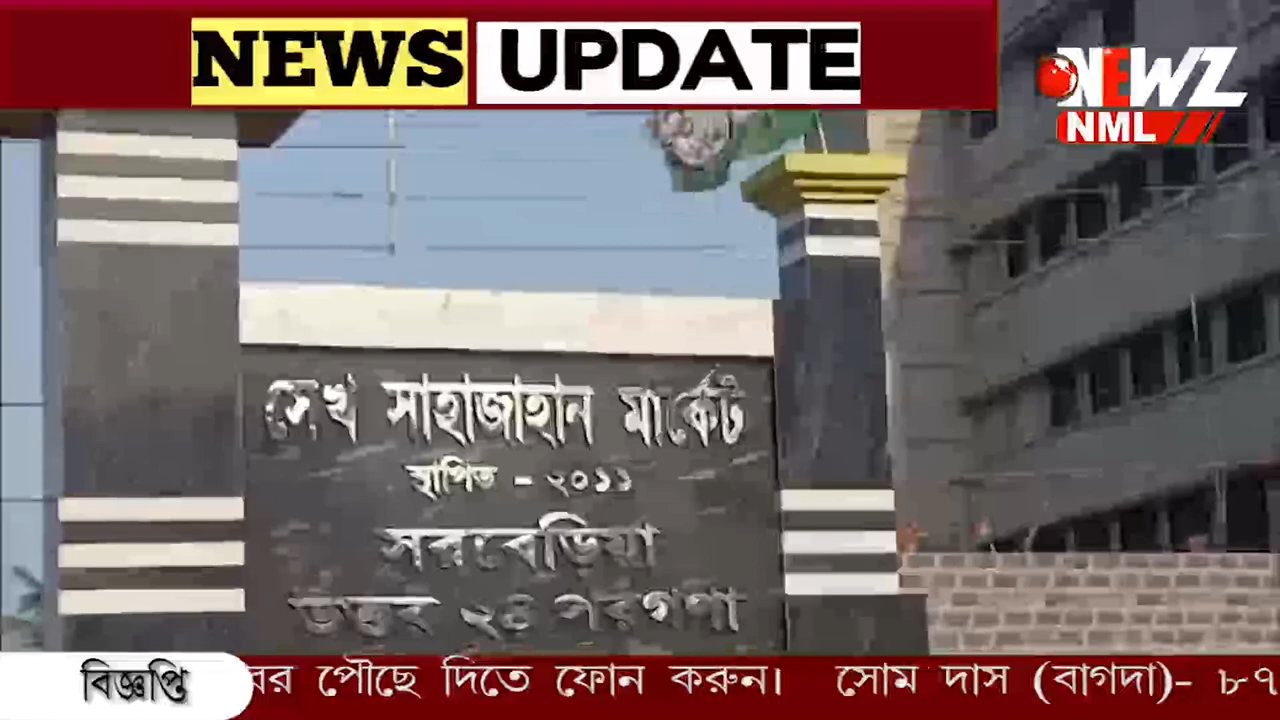 NEWS UPDATE
NEWZ
NML
সেখ সাহাজাহান মার্কেট
স্থাপিত - ২০১১
সরবেড়িয়া
উত্তর ২৪ পরগণা
বিজ্ঞপ্তি
বর পৌছে দিতে ফোন করুন। সোম দাস (বাগদা)- ৮৭